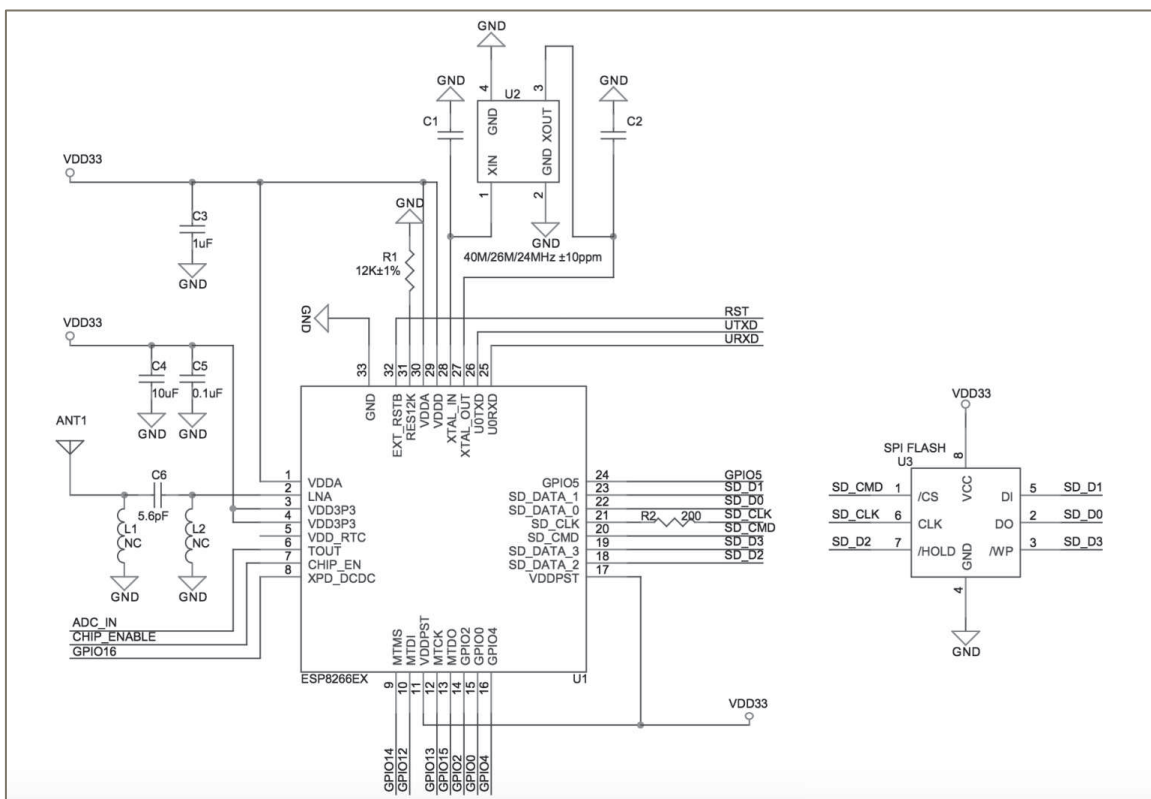 GND
GND
4
3
GND
U2
C1
GND
XOUT
C2
XIN
GND
VDD33
1
2
GND
C3
1uF
GND
R1
12K±1%
40M/26M/24MHz ±10ppm
GND
GND
RST
UTXD
URXD
VDD33
33
32
31
30
29
28
27
26
25
C4
10uF
C5
0.1uF
GND
GND
GND
EXT_RSTB
RES12K
VDDA
VDDD
XTAL_IN
XTAL_OUT
U0TXD
U0RXD
ANT1
C6
5.6pF
L1
NC
L2
NC
GND
GND
1 VDDA
2 LNA
3 VDD3P3
4 VDD3P3
5 VDD_RTC
6 TOUT
7 CHIP_EN
8 XPD_DCDC
GPIO5 24 GPIO5
SD_DATA_1 23 SD_D1
SD_DATA_0 22 SD_D0
SD_CLK 21 R2 200 SD_CLK
SD_CMD 20 SD_CMD
SD_DATA_3 19 SD_D3
SD_DATA_2 18 SD_D2
VDDPST 17
ADC_IN
CHIP_ENABLE
GPIO16
MTMS
MTDI
VDDPST
MTCK
MTDO
GPIO2
GPIO0
GPIO4
ESP8266EX
U1
9
10
11
12
13
14
15
16
GPIO14
GPIO12
GPIO13
GPIO15
GPIO2
GPIO0
GPIO4
VDD33
VDD33
SPI FLASH
U3
8
VCC
SD_CMD 1 /CS
SD_CLK 6 CLK
SD_D2 7 /HOLD
DI 5 SD_D1
DO 2 SD_D0
/WP 3 SD_D3
GND
4
GND